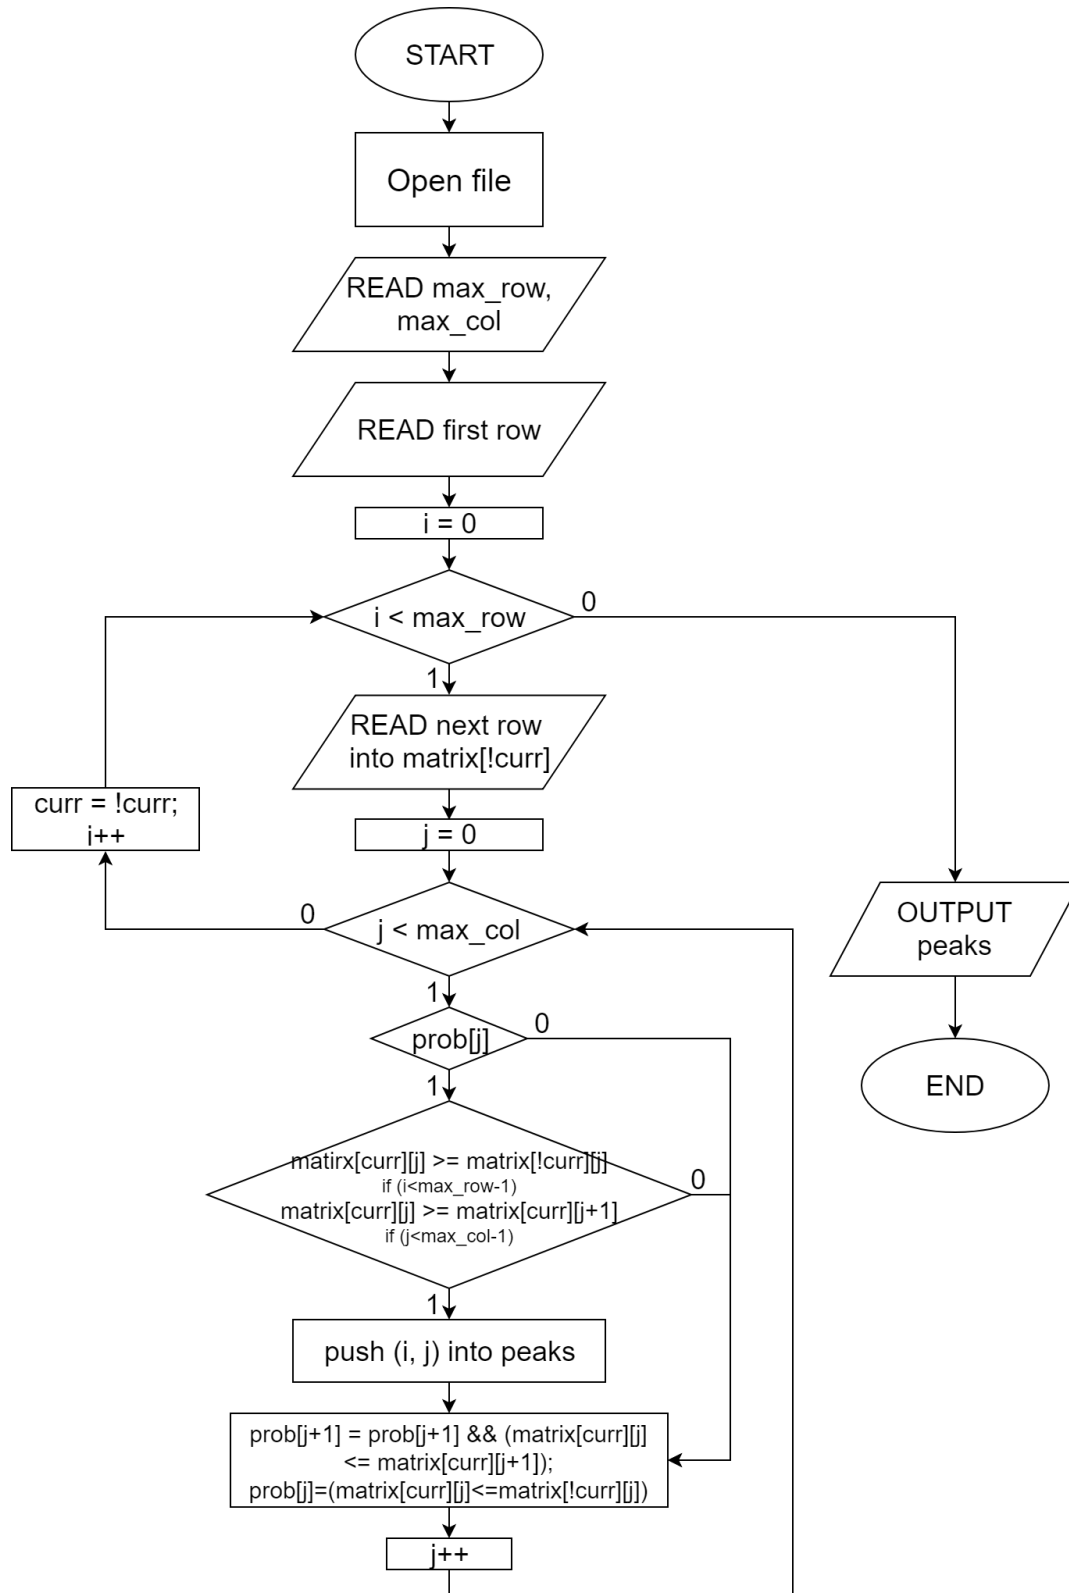 START
Open file
READ max_row,
max_col
READ first row
i = 0
i < max_row
0
1
READ next row
into matrix[!curr]
curr = !curr;
i++
j = 0
j < max_col
0
1
OUTPUT
peaks
prob[j]
0
1
END
matirx[curr][j] >= matrix[!curr][j]
if (i<max_row-1)
matrix[curr][j] >= matrix[curr][j+1]
if (j<max_col-1)
0
1
push (i, j) into peaks
prob[j+1] = prob[j+1] && (matrix[curr][j]
<= matrix[curr][j+1]);
prob[j]=(matrix[curr][j]<=matrix[!curr][j])
j++